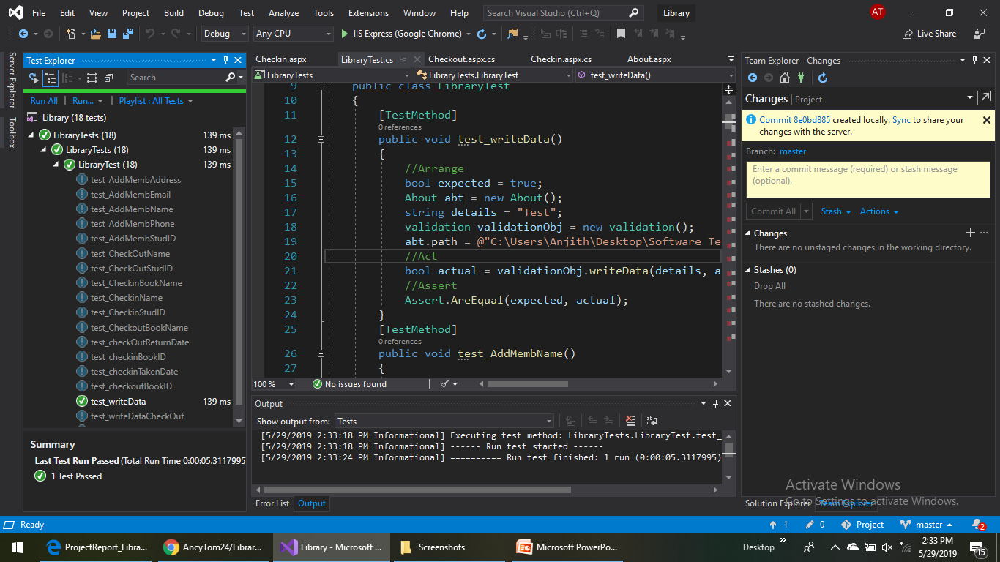 File Edit View Project Build Debug Test Analyze Tools Extensions Window Help Search Visual Studio (Ctrl+Q) Library AT
Debug Any CPU IIS Express (Google Chrome) Live Share
Server Explorer
Toolbox
Test Explorer
Search
Run All | Run... | Playlist : All Tests
Library (18 tests)
LibraryTests (18) 139 ms
LibraryTests (18) 139 ms
LibraryTest (18) 139 ms
test_AddMembAddress
test_AddMembEmail
test_AddMembName
test_AddMembPhone
test_AddMembStudID
test_CheckOutName
test_CheckOutStudID
test_CheckinBookName
test_CheckinName
test_CheckinStudID
test_CheckoutBookName
test_checkOutReturnDate
test_checkinBookID
test_checkinTakenDate
test_checkoutBookID
test_writeData 139 ms
test_writeDataCheckOut
Summary
Last Test Run Passed (Total Run Time 0:00:05.3117995
1 Test Passed
Checkin.aspx LibraryTest.cs Checkout.aspx.cs Checkin.aspx.cs About.aspx
LibraryTests LibraryTests.LibraryTest test_writeData()
9 public class LibraryTest
10 {
11 [TestMethod]
0 references
12 public void test_writeData()
13 {
14 //Arrange
15 bool expected = true;
16 About abt = new About();
17 string details = "Test";
18 validation validationObj = new validation();
19 abt.path = @"C:\Users\Anjith\Desktop\Software Te
20 //Act
21 bool actual = validationObj.writeData(details, a
22 //Assert
23 Assert.AreEqual(expected, actual);
24 }
25 [TestMethod]
0 references
26 public void test_AddMembName()
27 {
100 % No issues found
Output
Show output from: Tests
[5/29/2019 2:33:18 PM Informational] Executing test method: LibraryTests.LibraryTest.test_
[5/29/2019 2:33:18 PM Informational] ------ Run test started ------
[5/29/2019 2:33:24 PM Informational] ========== Run test finished: 1 run (0:00:05.3117995)
Error List Output
Team Explorer - Changes
Changes | Project
Commit 8e0bd885 created locally. Sync to share your
changes with the server.
Branch: master
Enter a commit message (required) or stash message
(optional).
Commit All Stash Actions
Changes
There are no unstaged changes in the working directory.
Stashes (0)
Drop All
There are no stashed changes.
Activate Windows
Go to Settings to activate Windows.
Solution Explorer Team Explorer
Ready 1 0 Project master 2
ProjectReport_Libra... AncyTom24/Librar... Library - Microsoft ... Screenshots Microsoft PowerPo... Desktop 2:33 PM
5/29/2019 15